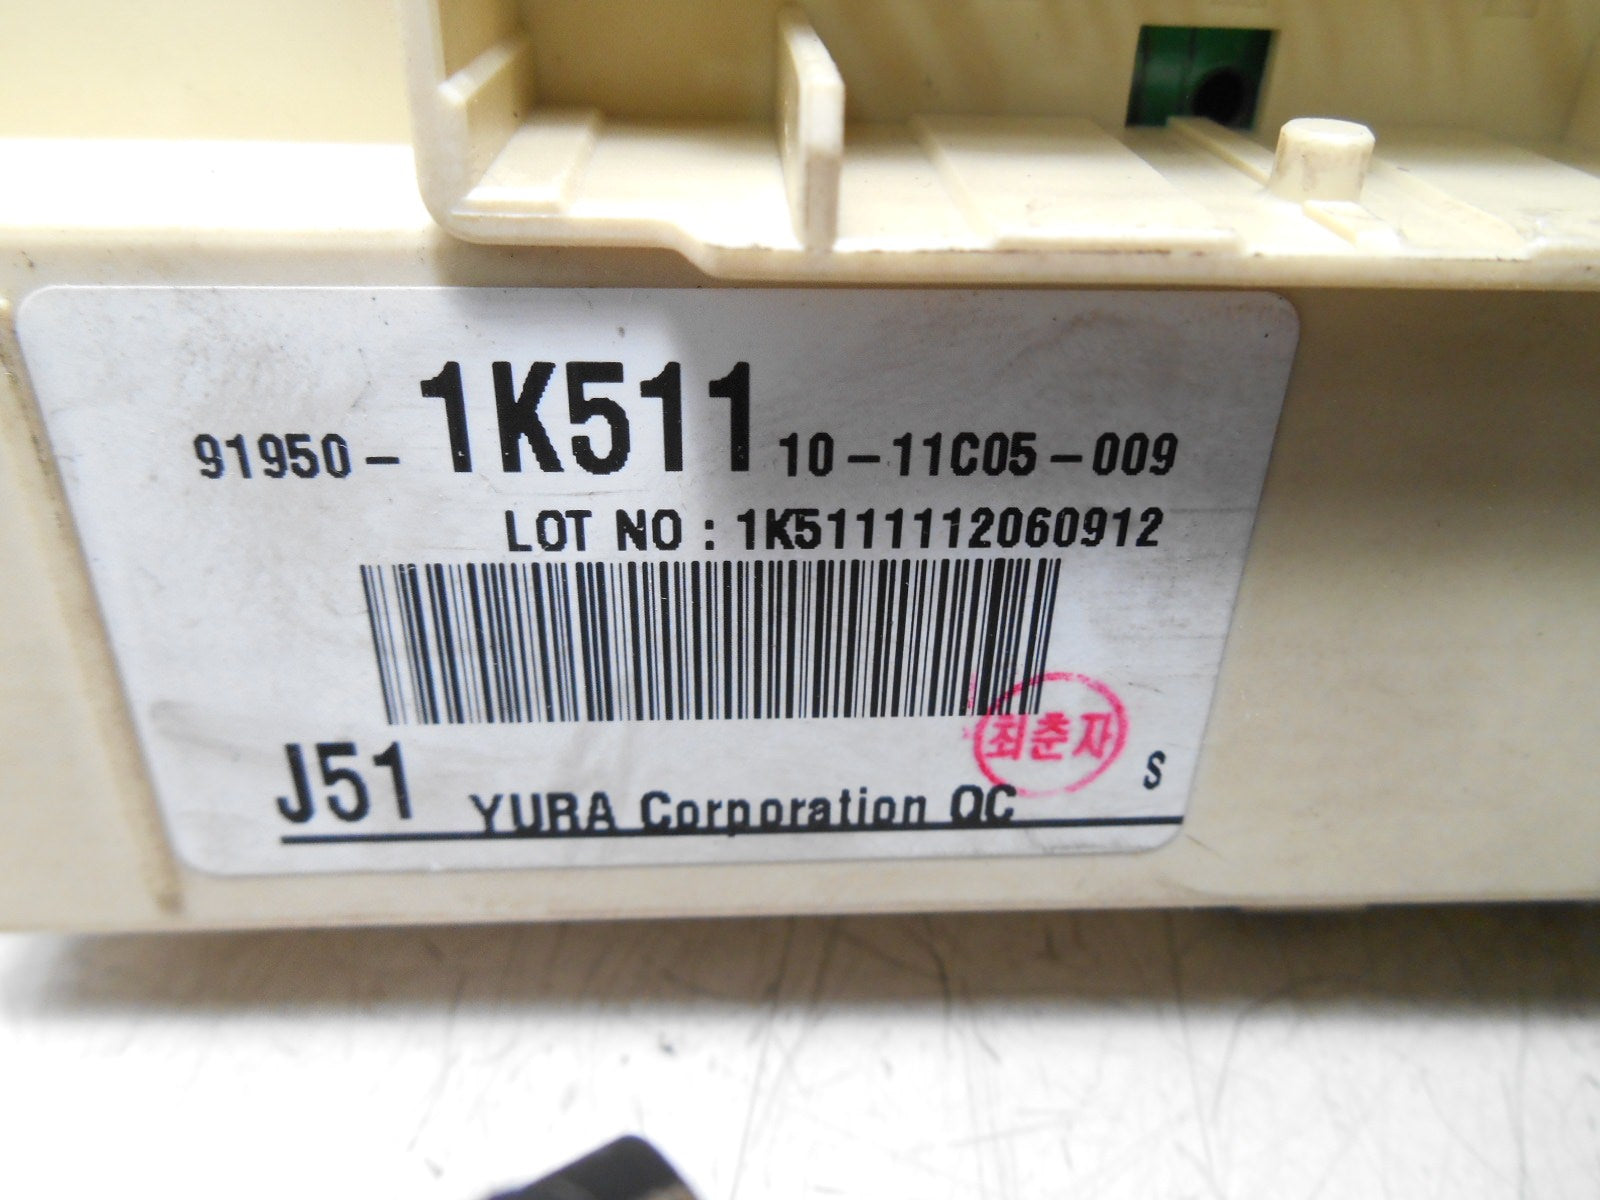 91950-1K511 10-11C05-009
LOT NO : 1K5111112060912
최춘자
J51 YURA Corporation QC S